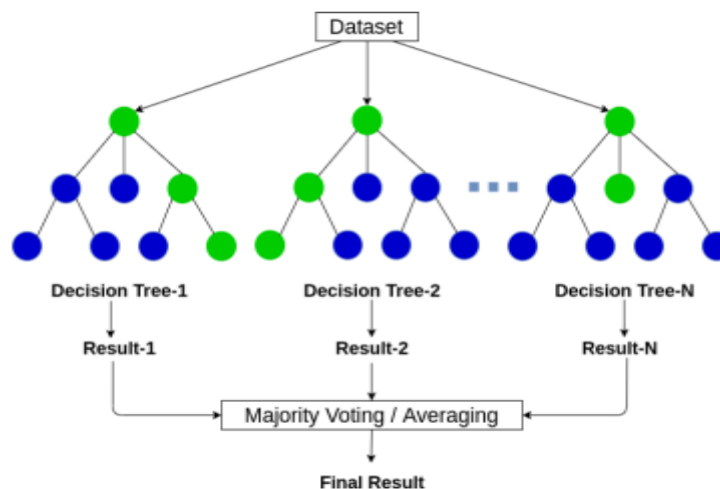 Dataset
Decision Tree-1
Decision Tree-2
Decision Tree-N
Result-1
Result-2
Result-N
Majority Voting / Averaging
Final Result